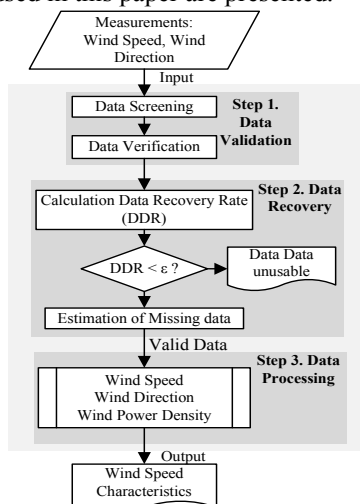 used in this paper are presented.
Measurements:
Wind Speed, Wind
Direction
Input
Data Screening
Step 1.
Data
Validation
Data Verification
Step 2. Data
Recovery
Calculation Data Recovery Rate
(DDR)
DDR < ε ?
Data Data
unusable
Estimation of Missing data
Valid Data
Step 3. Data
Processing
Wind Speed
Wind Direction
Wind Power Density
Output
Wind Speed
Characteristics